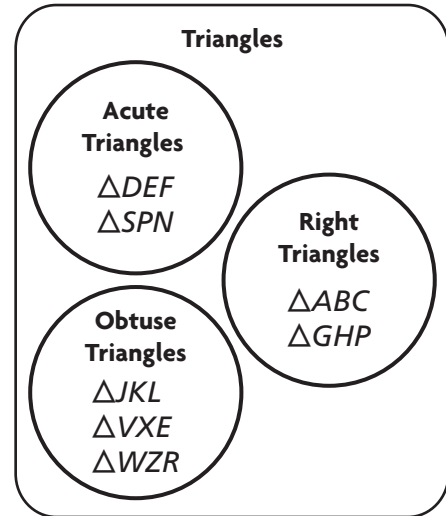 Triangles
Acute
Triangles
△DEF
△SPN
Right
Triangles
△ABC
△GHP
Obtuse
Triangles
△JKL
△VXE
△WZR